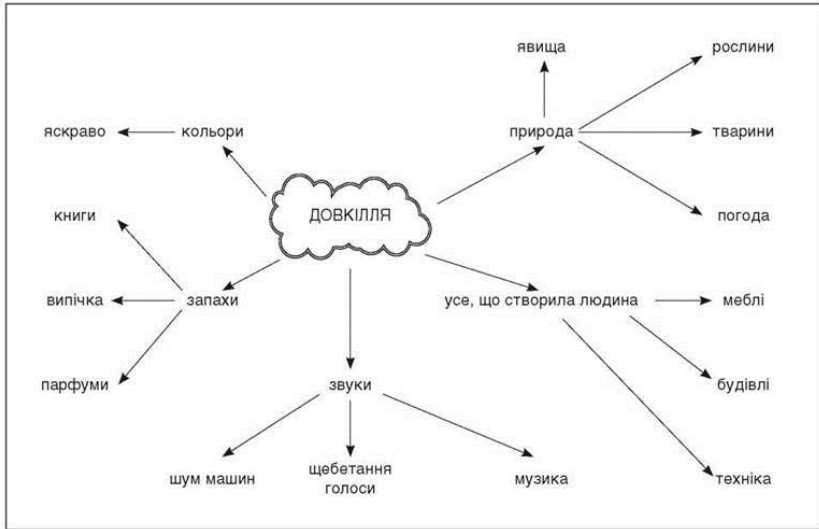 явища
рослини
яскраво
кольори
природа
тварини
книги
ДОВКІЛЛЯ
погода
випічка
запахи
усе, що створила людина
меблі
парфуми
звуки
будівлі
шум машин
щебетання
голоси
музика
техніка